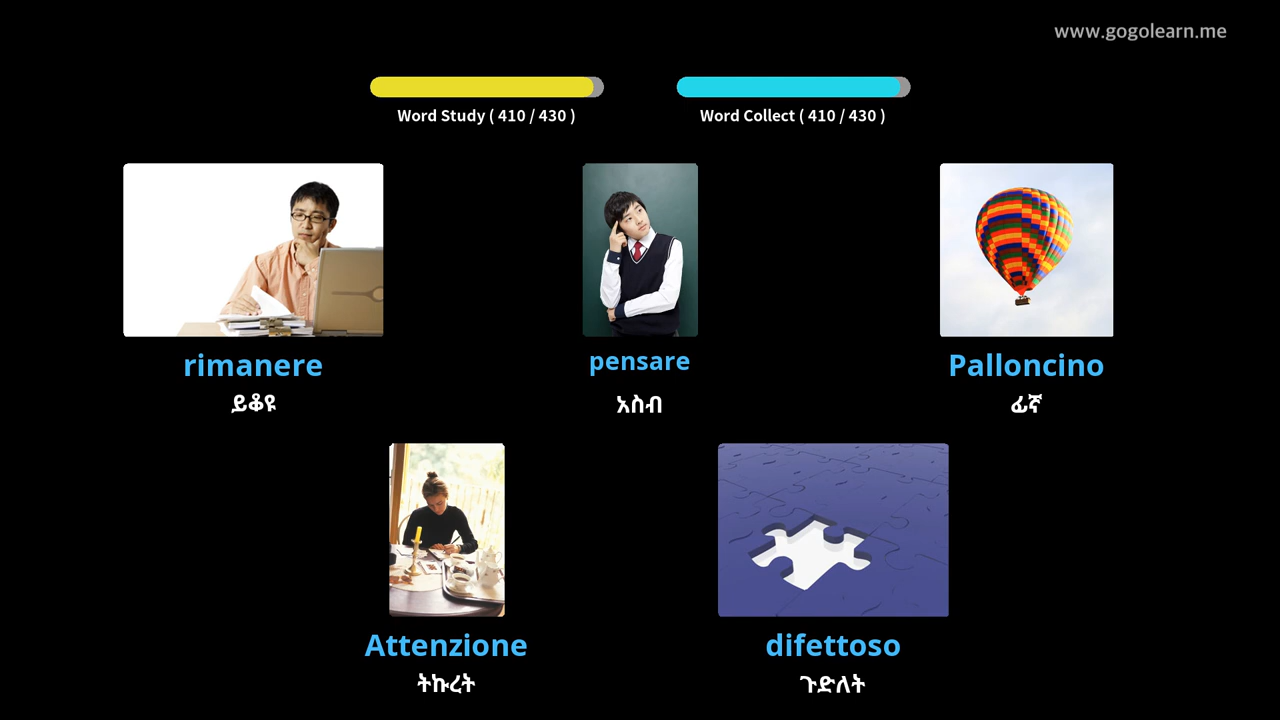 www.gogolearn.me
Word Study ( 410 / 430 )
Word Collect ( 410 / 430 )
rimanere
ይቆዩ
pensare
አስብ
Palloncino
ፊኛ
Attenzione
ትኩረት
difettoso
ጉድለት